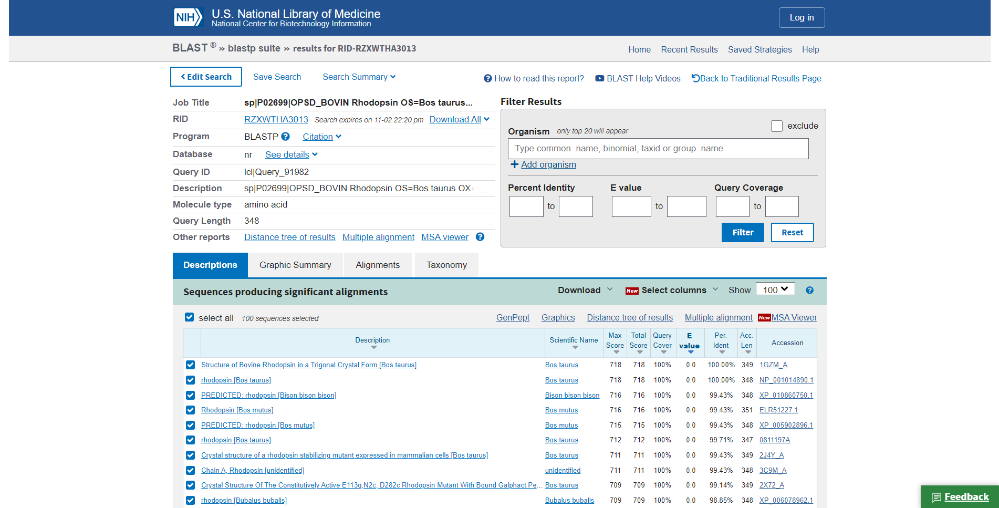 NIH U.S. National Library of Medicine
National Center for Biotechnology Information
Log in
BLAST ® » blastp suite » results for RID-RZXWTHA3013
Home Recent Results Saved Strategies Help
Edit Search Save Search Search Summary
How to read this report? BLAST Help Videos Back to Traditional Results Page
Job Title sp|P02699|OPSD_BOVIN Rhodopsin OS=Bos taurus...
RID RZXWTHA3013 Search expires on 11-02 22:20 pm Download All
Program BLASTP Citation
Database nr See details
Query ID lcl|Query_91982
Description sp|P02699|OPSD_BOVIN Rhodopsin OS=Bos taurus OX= ...
Molecule type amino acid
Query Length 348
Other reports Distance tree of results Multiple alignment MSA viewer
Filter Results
Organism only top 20 will appear exclude
Type common name, binomial, taxid or group name
Add organism
Percent Identity E value Query Coverage
to to to
Filter Reset
Descriptions Graphic Summary Alignments Taxonomy
Sequences producing significant alignments Download New Select columns Show 100
select all 100 sequences selected GenPept Graphics Distance tree of results Multiple alignment New MSA Viewer
Description Scientific Name Max Score Total Score Query Cover E value Per. Ident Acc. Len Accession
Structure of Bovine Rhodopsin in a Trigonal Crystal Form [Bos taurus] Bos taurus 718 718 100% 0.0 100.00% 349 1GZM_A
rhodopsin [Bos taurus] Bos taurus 718 718 100% 0.0 100.00% 348 NP_001014890.1
PREDICTED: rhodopsin [Bison bison bison] Bison bison bison 716 716 100% 0.0 99.43% 348 XP_010860750.1
Rhodopsin [Bos mutus] Bos mutus 716 716 100% 0.0 99.43% 351 ELR51227.1
PREDICTED: rhodopsin [Bos mutus] Bos mutus 715 715 100% 0.0 99.43% 348 XP_005902896.1
rhodopsin [Bos taurus] Bos taurus 712 712 100% 0.0 99.71% 347 0811197A
Crystal structure of a rhodopsin stabilizing mutant expressed in mammalian cells [Bos taurus] Bos taurus 711 711 100% 0.0 99.43% 349 2J4Y_A
Chain A, Rhodopsin [unidentified] unidentified 711 711 100% 0.0 99.43% 348 3C9M_A
Crystal Structure Of The Constitutively Active E113q,N2c, D282c Rhodopsin Mutant With Bound Galphact Pe... Bos taurus 709 709 100% 0.0 99.14% 349 2X72_A
rhodopsin [Bubalus bubalis] Bubalus bubalis 709 709 100% 0.0 98.85% 348 XP_006078962.1
Feedback